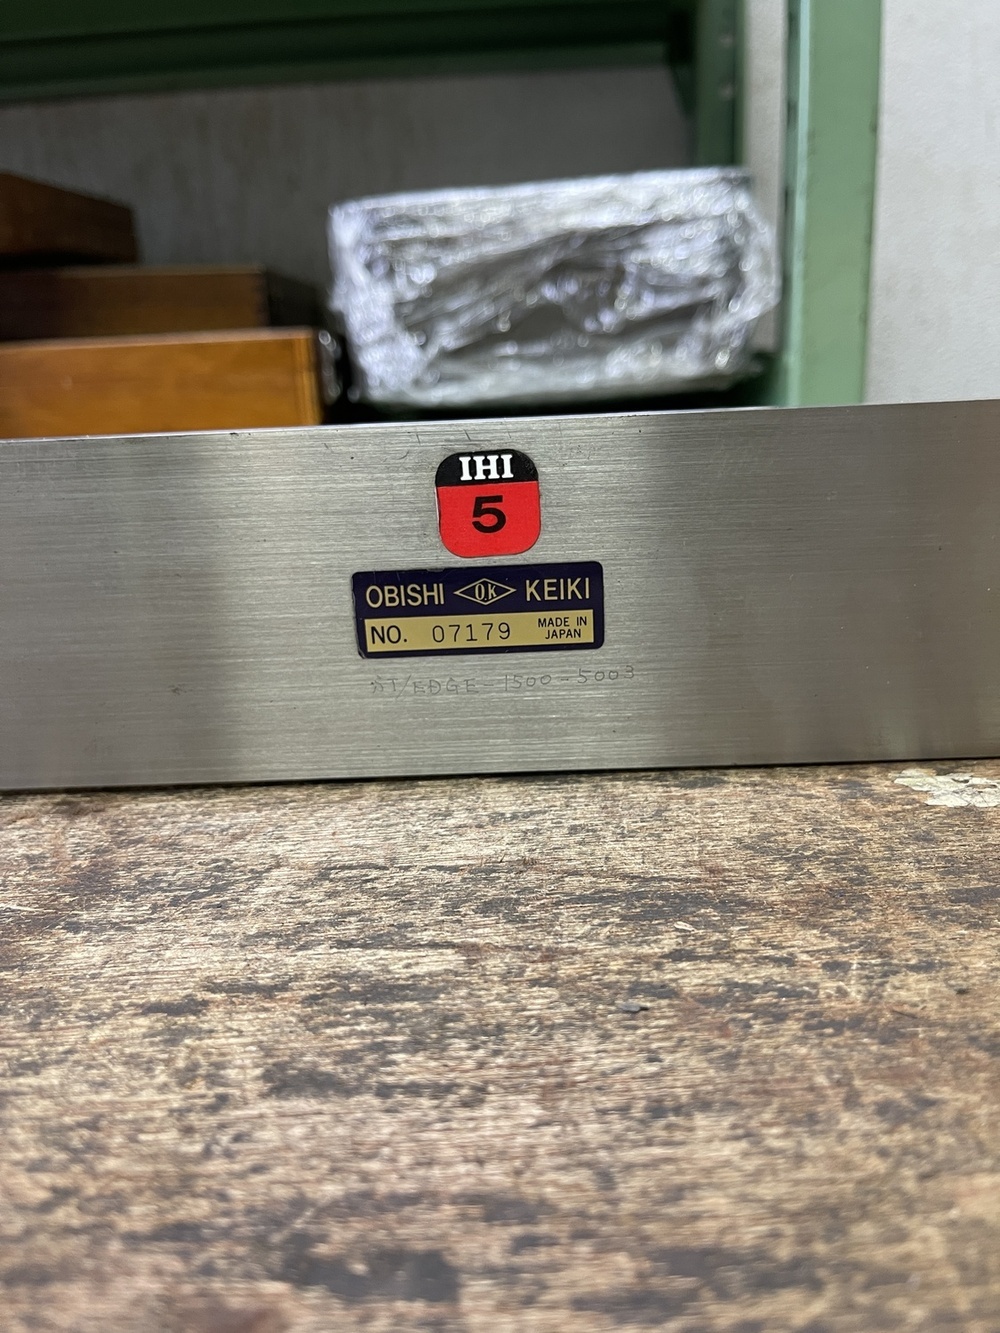 IHI
5
OBISHI O.K KEIKI
NO. 07179 MADE IN JAPAN
ST/EDGE-1500-5003